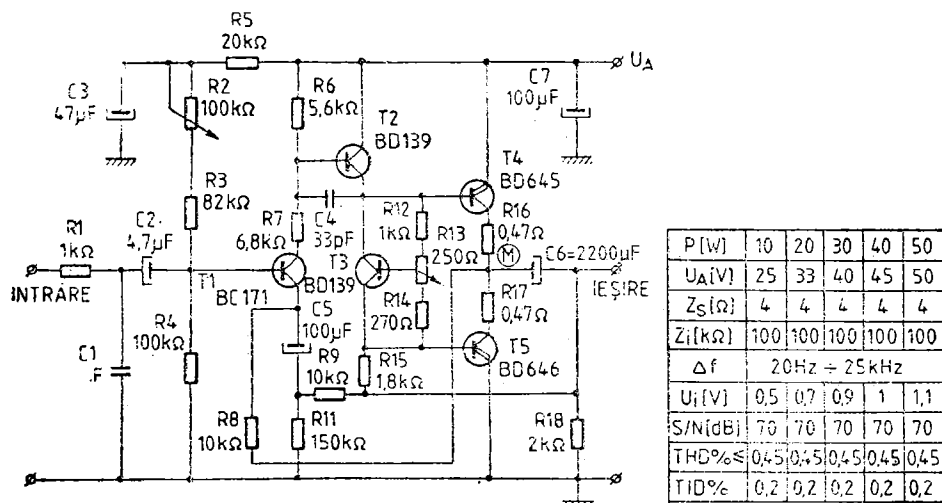 R5
20kΩ
UA
C3
47µF
R2
100kΩ
R6
5,6kΩ
C7
100µF
T2
BD139
T4
BD645
R3
82kΩ
R1
1kΩ
C2
4,7µF
R7
6,8kΩ
C4
33pF
R12
1kΩ
R13
250Ω
R16
0,47Ω
M
C6=2200µF
INTRARE
T1
BC171
T3
BD139
IEȘIRE
C5
100µF
R14
270Ω
R17
0,47Ω
R4
100kΩ
C1
R9
10kΩ
R15
1,8kΩ
T5
BD646
R8
10kΩ
R11
150kΩ
R18
2kΩ
P[W] 10 20 30 40 50
UA[V] 25 33 40 45 50
ZS[Ω] 4 4 4 4 4
Zi[kΩ] 100 100 100 100 100
Δf 20Hz ÷ 25kHz
Ui[V] 0,5 0,7 0,9 1 1,1
S/N[dB] 70 70 70 70 70
THD%≤ 0,45 0,45 0,45 0,45 0,45
TID% 0,2 0,2 0,2 0,2 0,2